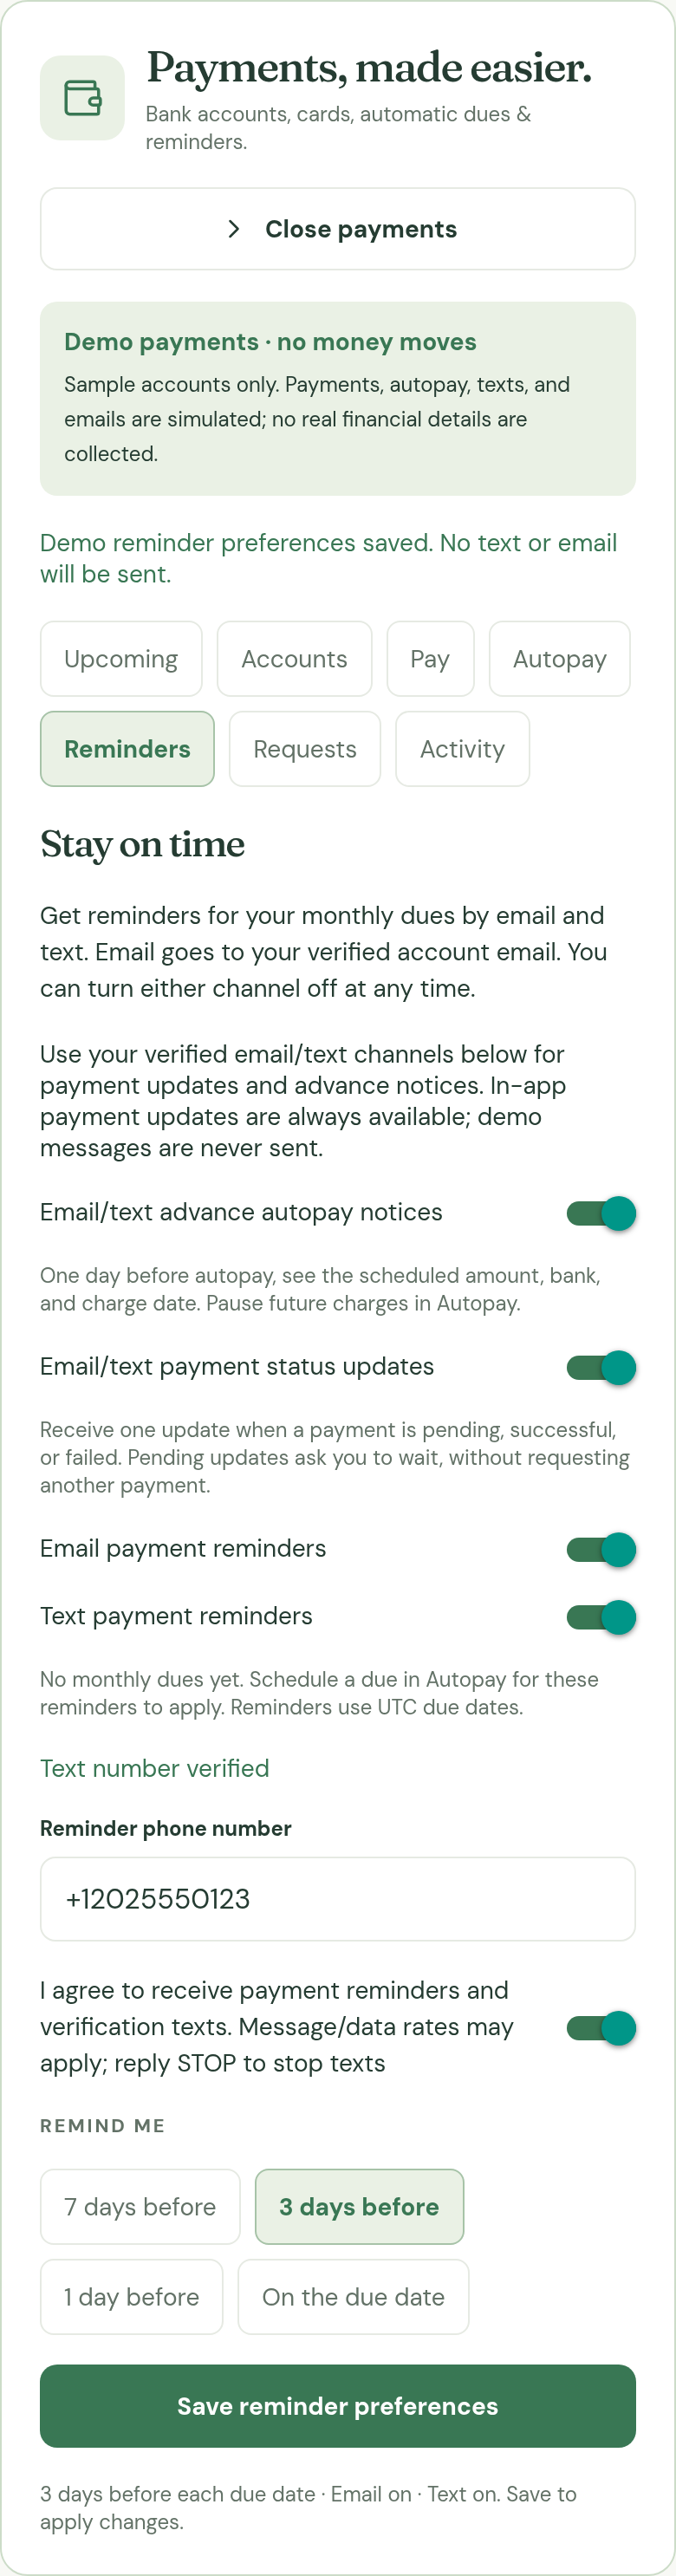 Payments, made easier.
Bank accounts, cards, automatic dues &
reminders.
Close payments
Demo payments · no money moves
Sample accounts only. Payments, autopay, texts, and
emails are simulated; no real financial details are
collected.
Demo reminder preferences saved. No text or email
will be sent.
Upcoming Accounts Pay Autopay
Reminders Requests Activity
Stay on time
Get reminders for your monthly dues by email and
text. Email goes to your verified account email. You
can turn either channel off at any time.
Use your verified email/text channels below for
payment updates and advance notices. In-app
payment updates are always available; demo
messages are never sent.
Email/text advance autopay notices
One day before autopay, see the scheduled amount, bank,
and charge date. Pause future charges in Autopay.
Email/text payment status updates
Receive one update when a payment is pending, successful,
or failed. Pending updates ask you to wait, without requesting
another payment.
Email payment reminders
Text payment reminders
No monthly dues yet. Schedule a due in Autopay for these
reminders to apply. Reminders use UTC due dates.
Text number verified
Reminder phone number
+12025550123
I agree to receive payment reminders and
verification texts. Message/data rates may
apply; reply STOP to stop texts
REMIND ME
7 days before 3 days before
1 day before On the due date
Save reminder preferences
3 days before each due date · Email on · Text on. Save to
apply changes.